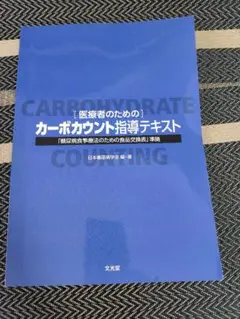 CARBOHYDRATE
[医療者のための]
カーボカウント指導テキスト
『糖尿病食事療法のための食品交換表』準拠
COUNTING
日本糖尿病学会 編・著
文光堂